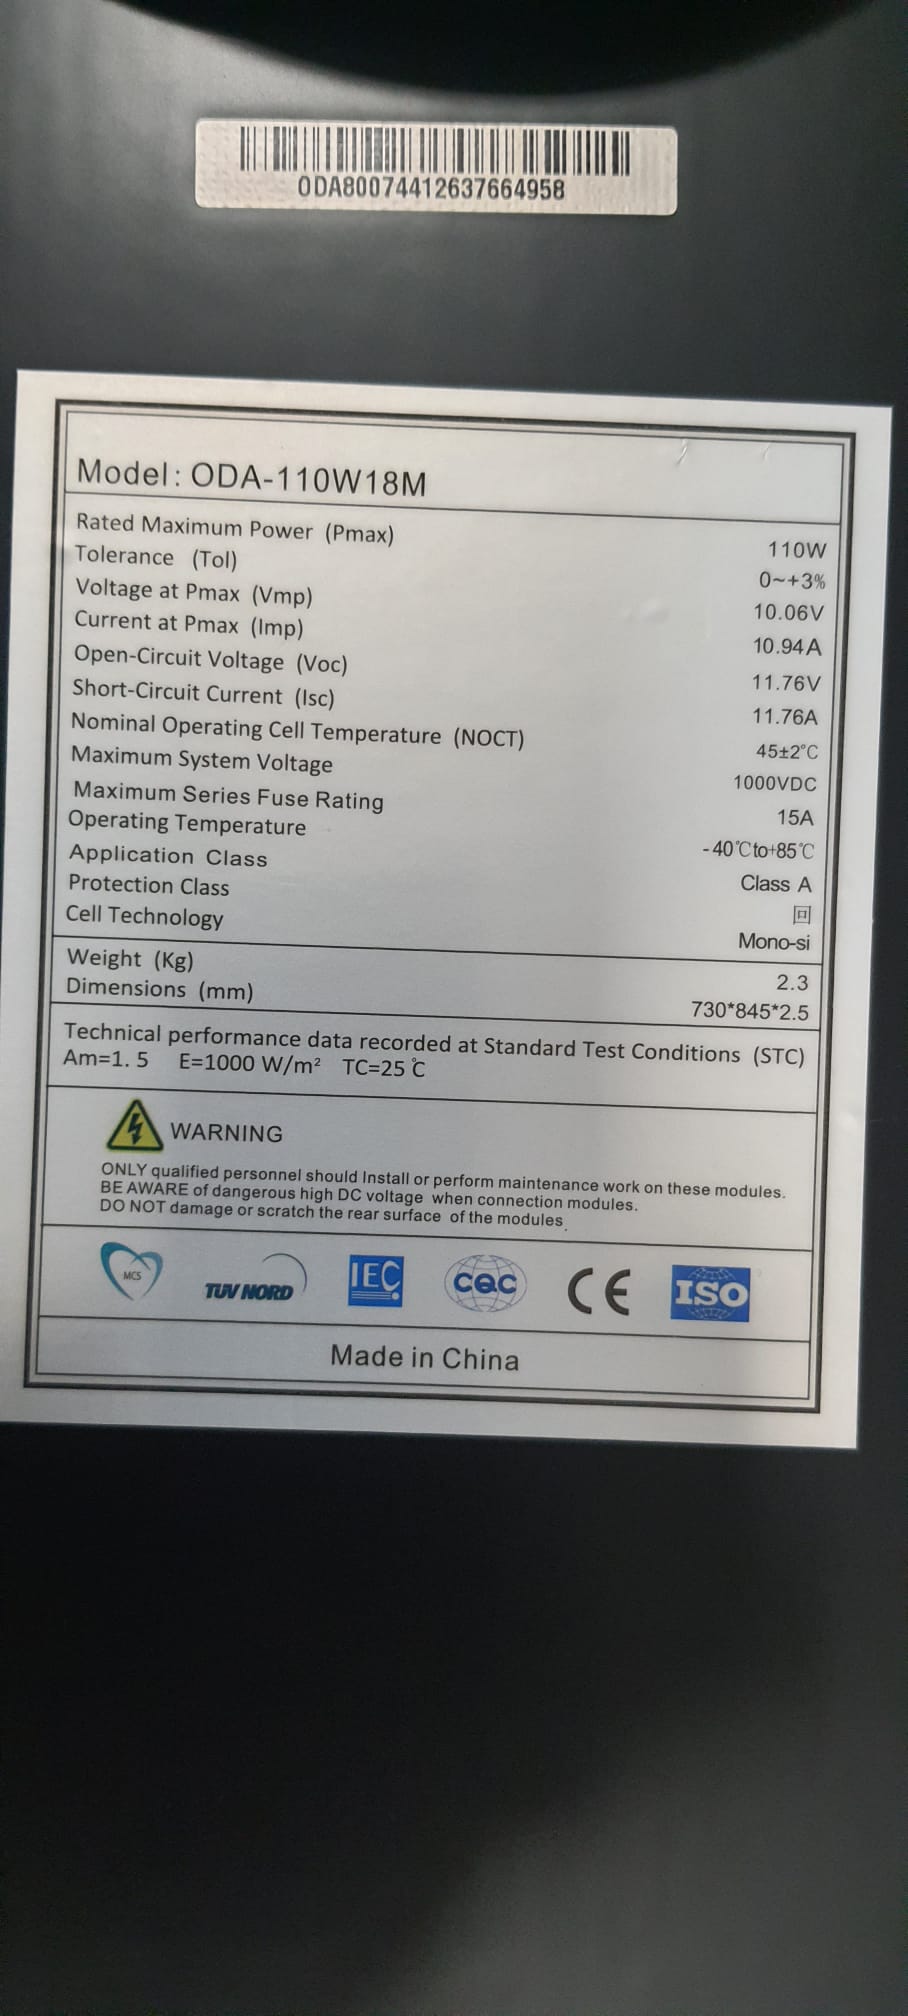 ODA80074412637664958
Model: ODA-110W18M
Rated Maximum Power (Pmax) 110W
Tolerance (Tol) 0~+3%
Voltage at Pmax (Vmp) 10.06V
Current at Pmax (Imp) 10.94A
Open-Circuit Voltage (Voc) 11.76V
Short-Circuit Current (Isc) 11.76A
Nominal Operating Cell Temperature (NOCT) 45±2℃
Maximum System Voltage 1000VDC
Maximum Series Fuse Rating 15A
Operating Temperature -40℃to+85℃
Application Class Class A
Protection Class
Cell Technology Mono-si
Weight (Kg) 2.3
Dimensions (mm) 730*845*2.5
Technical performance data recorded at Standard Test Conditions (STC)
Am=1.5 E=1000 W/m² TC=25℃
WARNING
ONLY qualified personnel should Install or perform maintenance work on these modules.
BE AWARE of dangerous high DC voltage when connection modules.
DO NOT damage or scratch the rear surface of the modules.
MCS TUV NORD IEC CQC CE ISO
Made in China